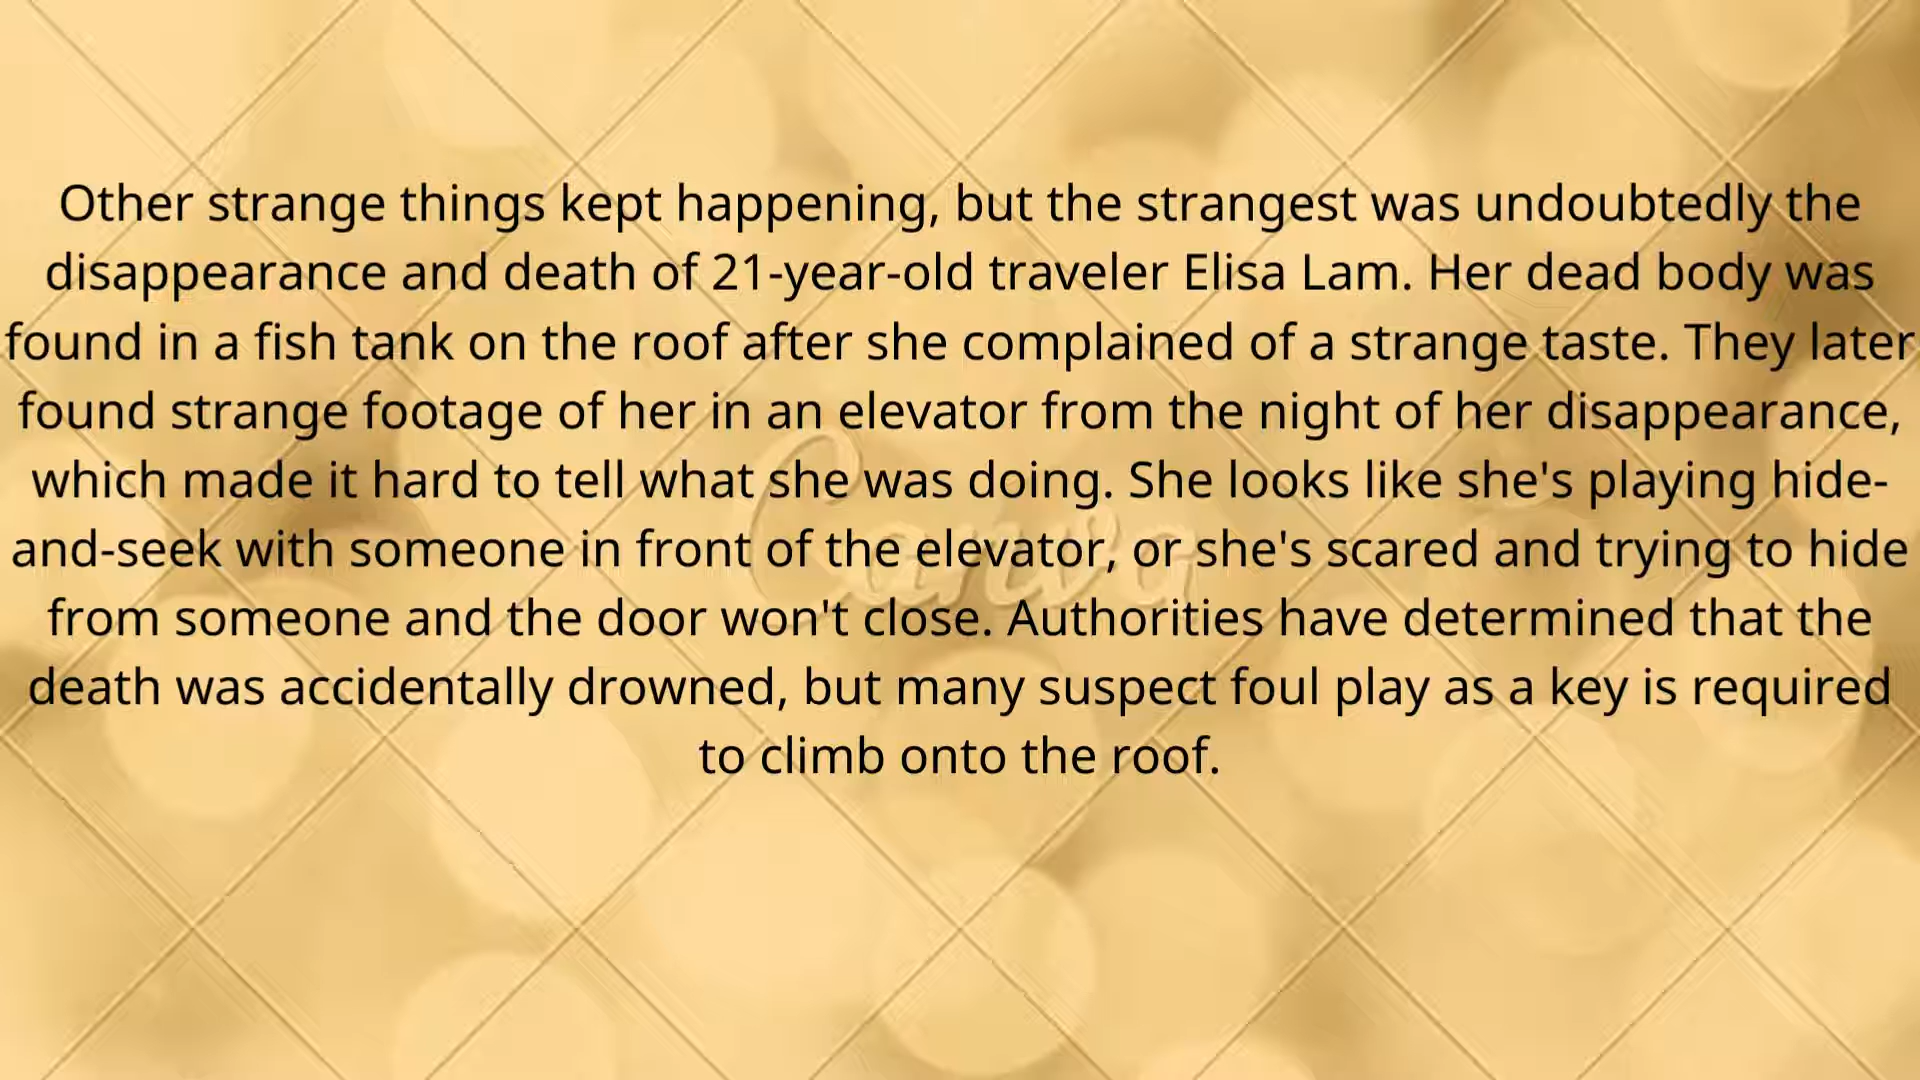 Other strange things kept happening, but the strangest was undoubtedly the
disappearance and death of 21-year-old traveler Elisa Lam. Her dead body was
found in a fish tank on the roof after she complained of a strange taste. They later
found strange footage of her in an elevator from the night of her disappearance,
which made it hard to tell what she was doing. She looks like she's playing hide-
and-seek with someone in front of the elevator, or she's scared and trying to hide
from someone and the door won't close. Authorities have determined that the
death was accidentally drowned, but many suspect foul play as a key is required
to climb onto the roof.
Canva